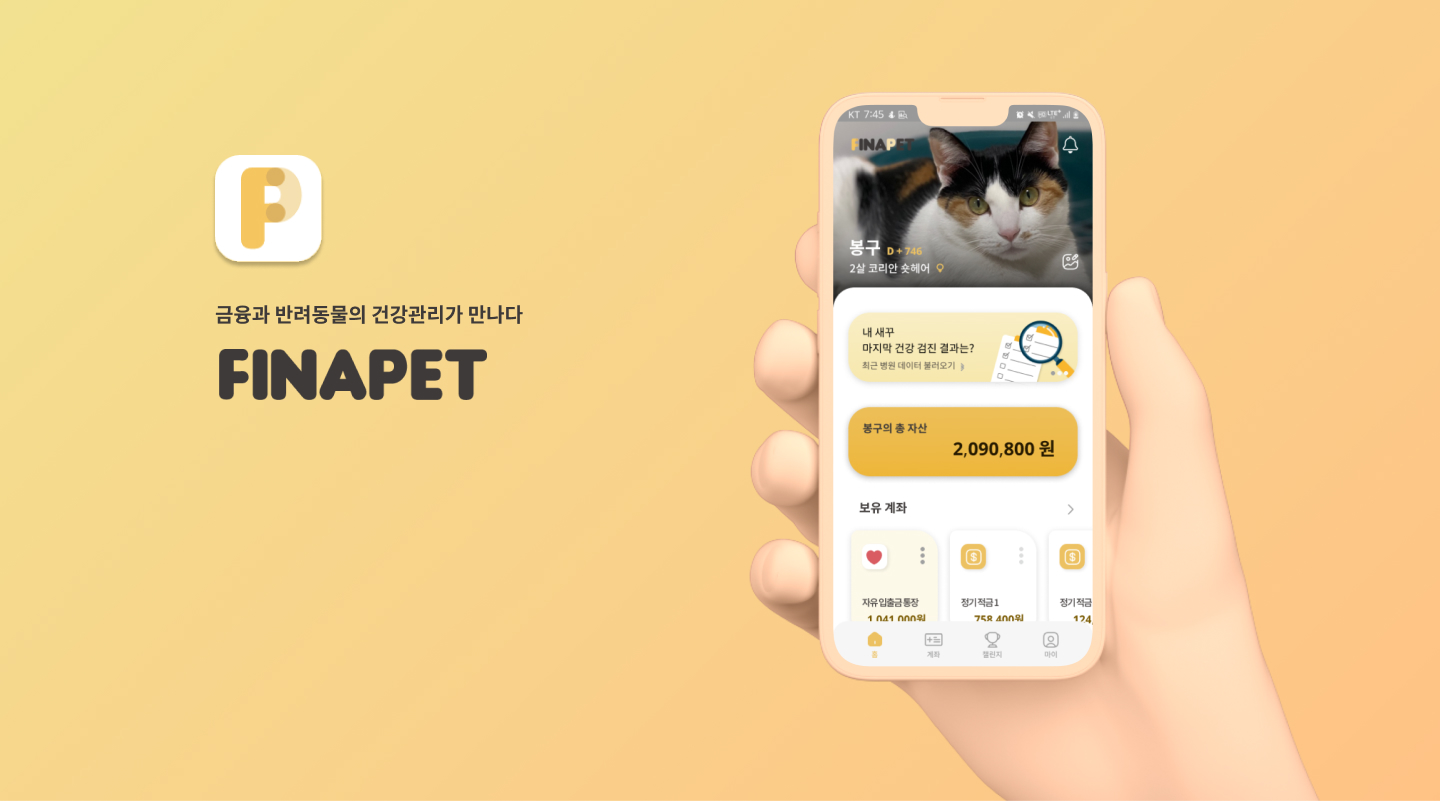 금융과 반려동물의 건강관리가 만나다
FINAPET
KT 7:45
LTE+
FINAPET
봉구 D + 746
2살 코리안 숏헤어
내 새꾸
마지막 건강 검진 결과는?
최근 병원 데이터 불러오기
봉구의 총 자산
2,090,800 원
보유 계좌
자유입출금통장
정기적금1
정기적금
1,041,000원
758,400원
124,
홈
계좌
챌린지
마이